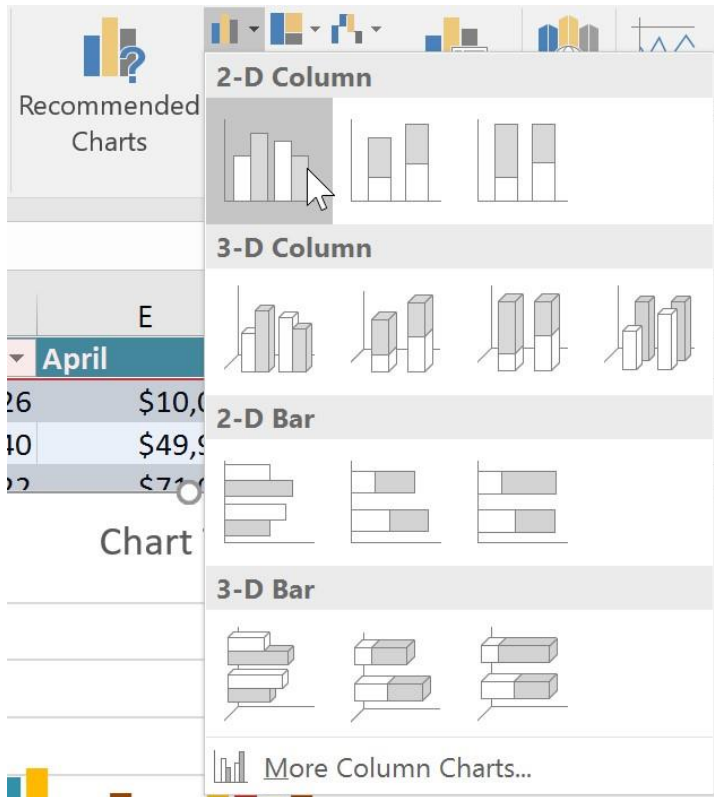 Recommended
Charts
2-D Column
3-D Column
E
April
26
$10,0
40
$49,9
2-D Bar
Chart
3-D Bar
More Column Charts...